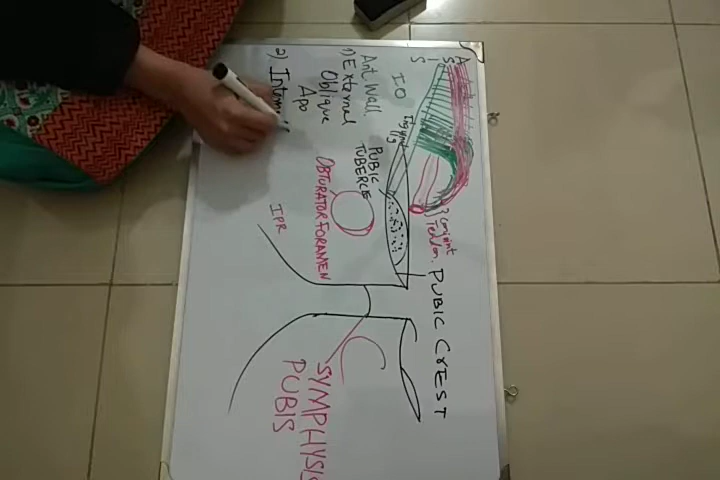 A
S
I
S
IO
Ant Wall
1) External
Oblique
Apo
2) Intern
PUBIC
TUBERCLE
OBTURATOR FORAMEN
IPR
Conjoint
Tendon.
PUBIC CrEST
SYMPHYSIS
PUBIS